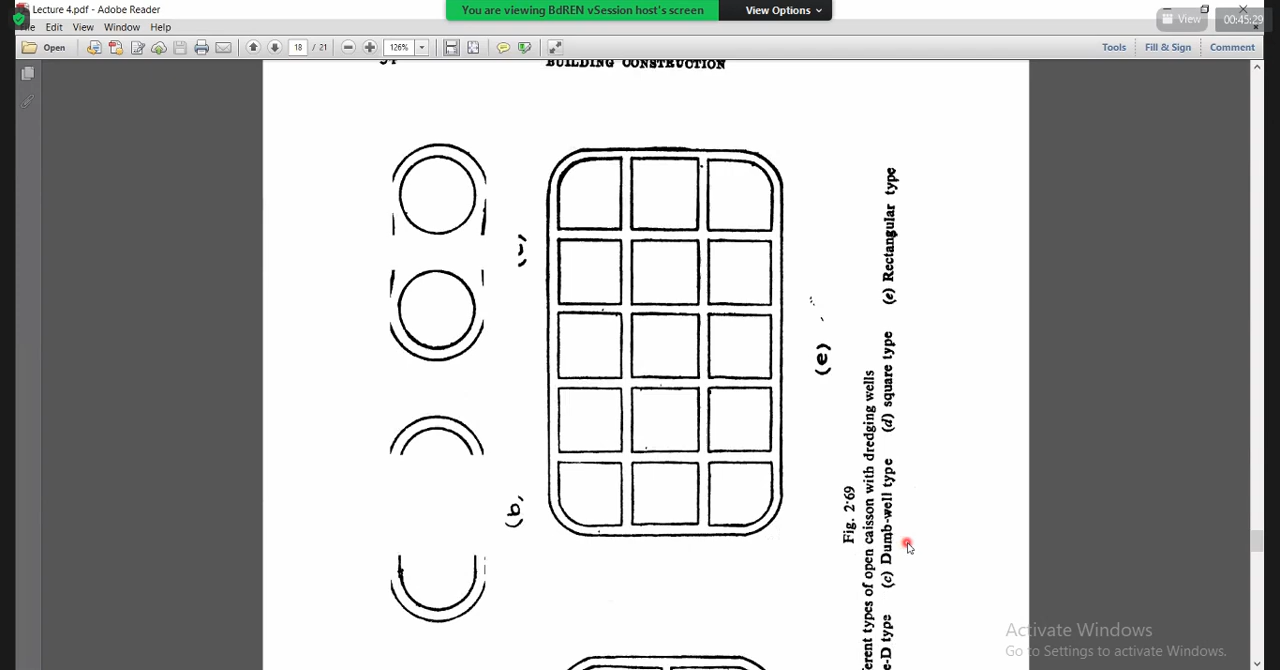 Lecture 4.pdf - Adobe Reader
You are viewing BdREN vSession host's screen
View Options
View
00:45:29
Edit View Window Help
Open
18 / 21
126%
Tools
Fill & Sign
Comment
BUILDING CONSTRUCTION
(b)
(e)
Fig. 2·69
types of open caisson with dredging wells
type (c) Dumb-well type (d) square type (e) Rectangular type
Activate Windows
Go to Settings to activate Windows.